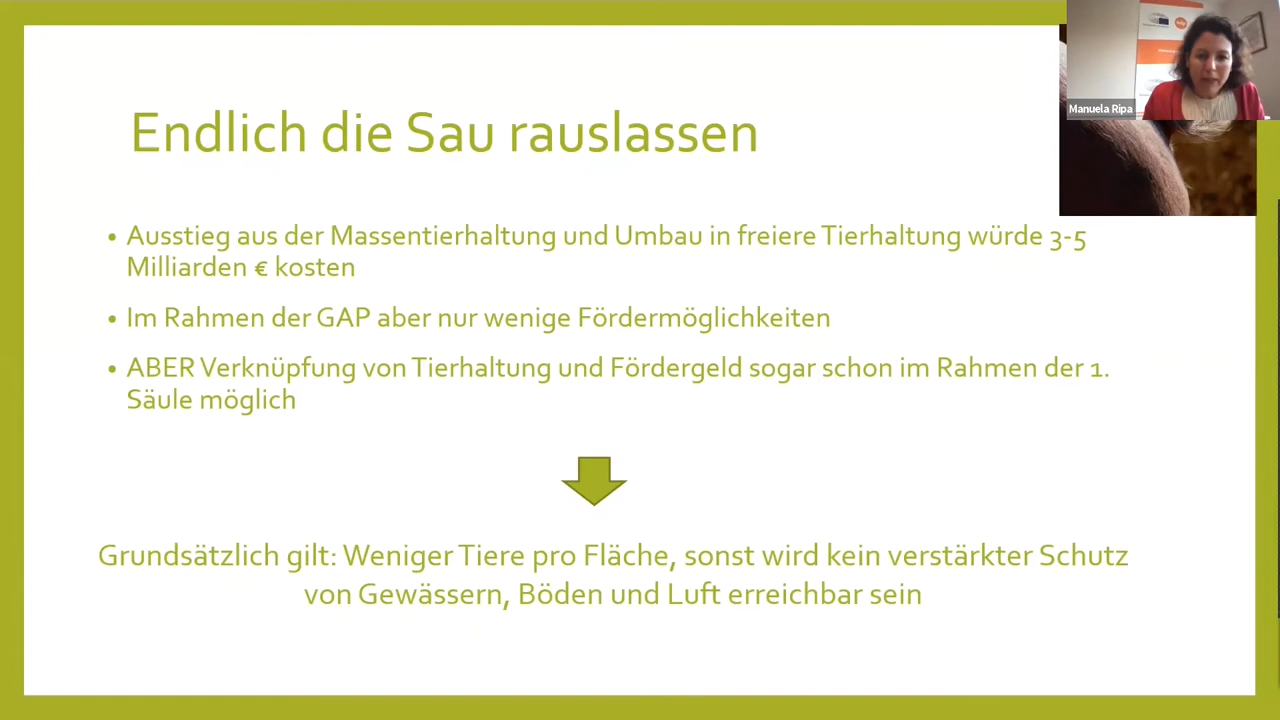 Manuela Ripa
Endlich die Sau rauslassen
• Ausstieg aus der Massentierhaltung und Umbau in freiere Tierhaltung würde 3-5
Milliarden € kosten
• Im Rahmen der GAP aber nur wenige Fördermöglichkeiten
• ABER Verknüpfung von Tierhaltung und Fördergeld sogar schon im Rahmen der 1.
Säule möglich
Grundsätzlich gilt: Weniger Tiere pro Fläche, sonst wird kein verstärkter Schutz
von Gewässern, Böden und Luft erreichbar sein